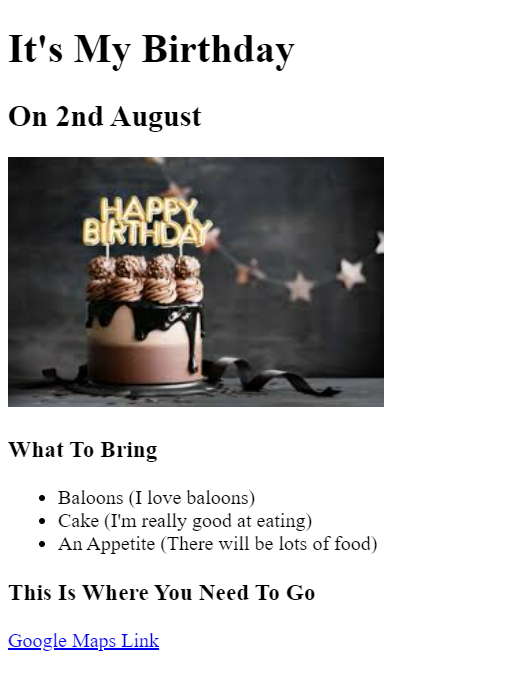 It's My Birthday
On 2nd August
HAPPY
BIRTHDAY
What To Bring
Baloons (I love baloons)
Cake (I'm really good at eating)
An Appetite (There will be lots of food)
This Is Where You Need To Go
Google Maps Link